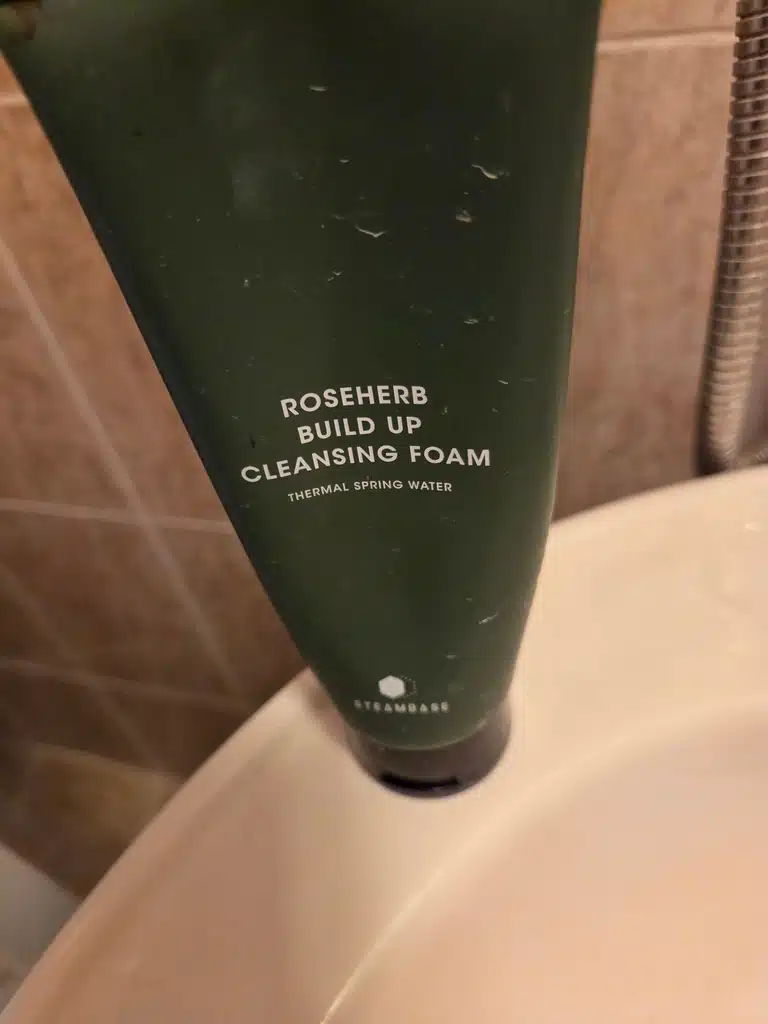 ROSEHERB
BUILD UP
CLEANSING FOAM
THERMAL SPRING WATER
STEAMBASE